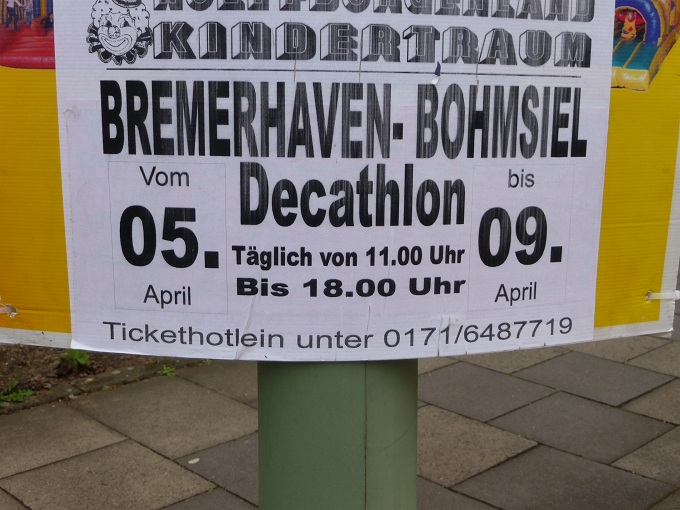 KINDERTRAUM
BREMERHAVEN- BOHMSIEL
Decathlon
Vom
05.
April
Täglich von 11.00 Uhr
Bis 18.00 Uhr
bis
09.
April
Tickethotlein unter 0171/6487719